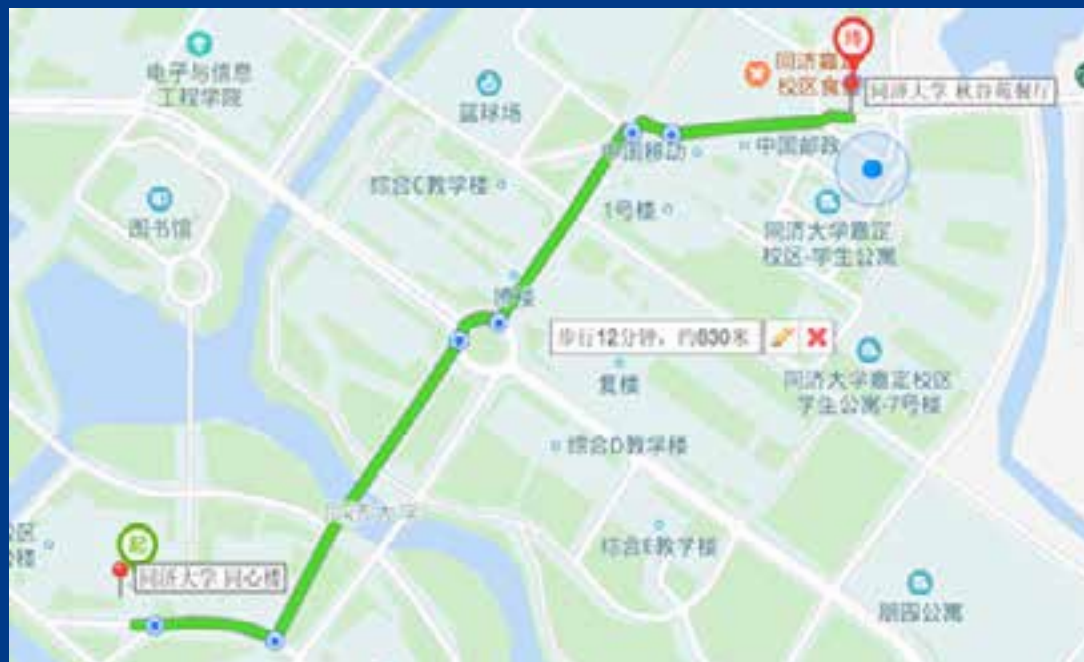 电子与信息
工程学院
篮球场
同济嘉
校区食
同济大学
餐厅
综合C教学楼
中国移动
中国邮政
图书馆
1号楼
同济大学嘉定
校区-学生公寓
博楼
步行12分钟，约830米
复楼
同济大学嘉定校区
学生公寓-7号楼
综合D教学楼
同济大学
校区
楼
起
同济大学 同心楼
综合E教学楼
朋园公寓